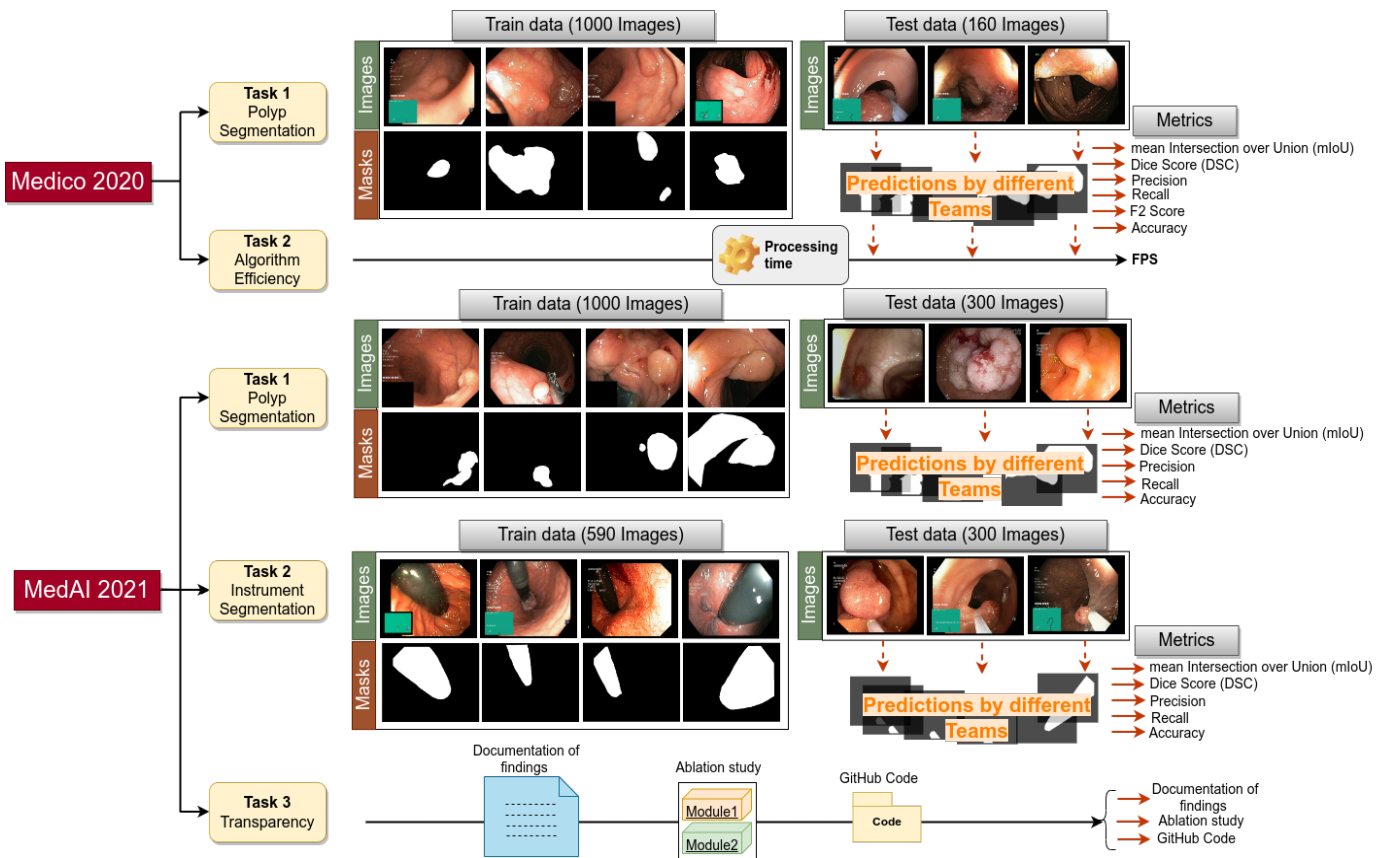 Train data (1000 Images)
Test data (160 Images)
Images
Masks
Task 1
Polyp
Segmentation
Medico 2020
Task 2
Algorithm
Efficiency
Metrics
mean Intersection over Union (mIoU)
Dice Score (DSC)
Precision
Recall
F2 Score
Accuracy
Predictions by different
Teams
Processing
time
FPS
Train data (1000 Images)
Test data (300 Images)
Images
Masks
Task 1
Polyp
Segmentation
Metrics
mean Intersection over Union (mIoU)
Dice Score (DSC)
Precision
Recall
Accuracy
Predictions by different
Teams
Train data (590 Images)
Test data (300 Images)
Images
Masks
MedAI 2021
Task 2
Instrument
Segmentation
Metrics
mean Intersection over Union (mIoU)
Dice Score (DSC)
Precision
Recall
Accuracy
Predictions by different
Teams
Task 3
Transparency
Documentation of
findings
Ablation study
Module1
Module2
GitHub Code
Code
Documentation of
findings
Ablation study
GitHub Code